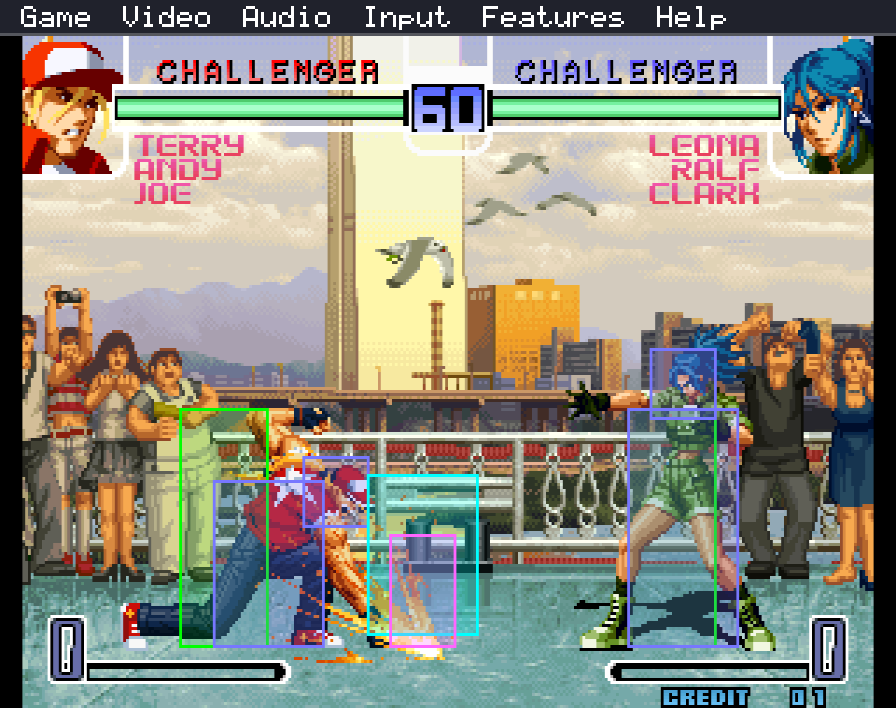 Game Video Audio Input Features Help
CHALLENGER 60 CHALLENGER
TERRY LEONA
ANDY RALF
JOE CLARK
0 0
CREDIT 01